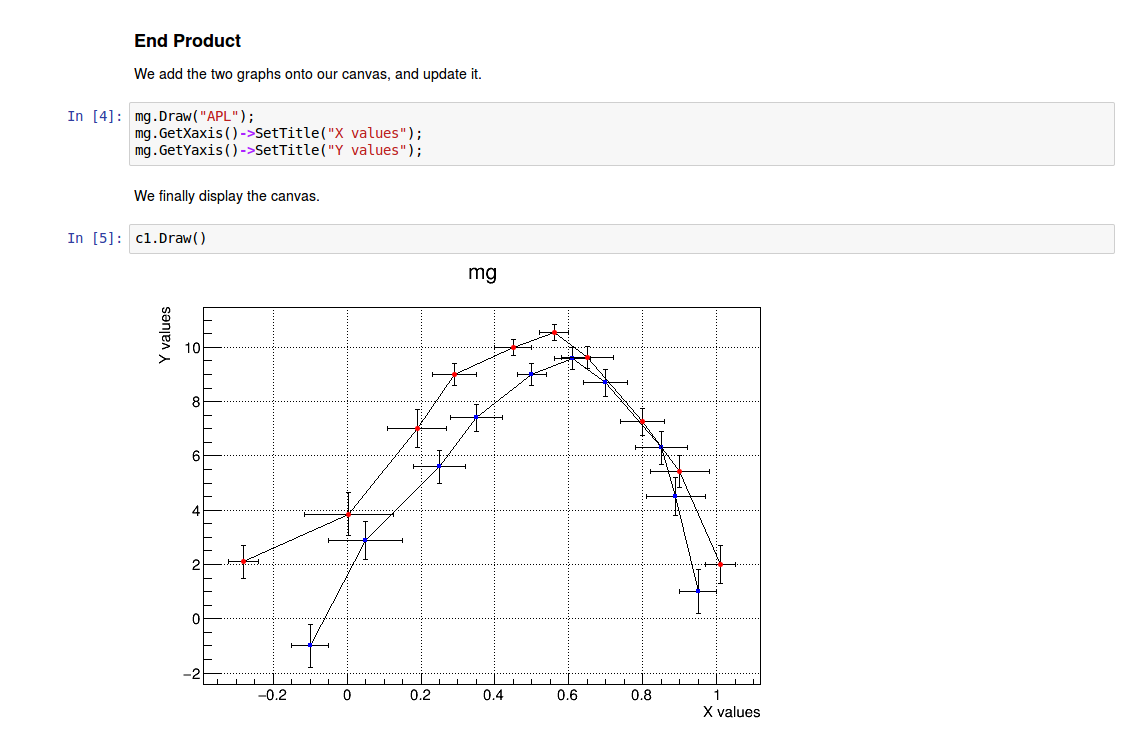 End Product
We add the two graphs onto our canvas, and update it.
In [4]: mg.Draw("APL");
mg.GetXaxis()->SetTitle("X values");
mg.GetYaxis()->SetTitle("Y values");
We finally display the canvas.
In [5]: c1.Draw()
mg
Y values
10
8
6
4
2
0
−2
−0.2 0 0.2 0.4 0.6 0.8 1
X values